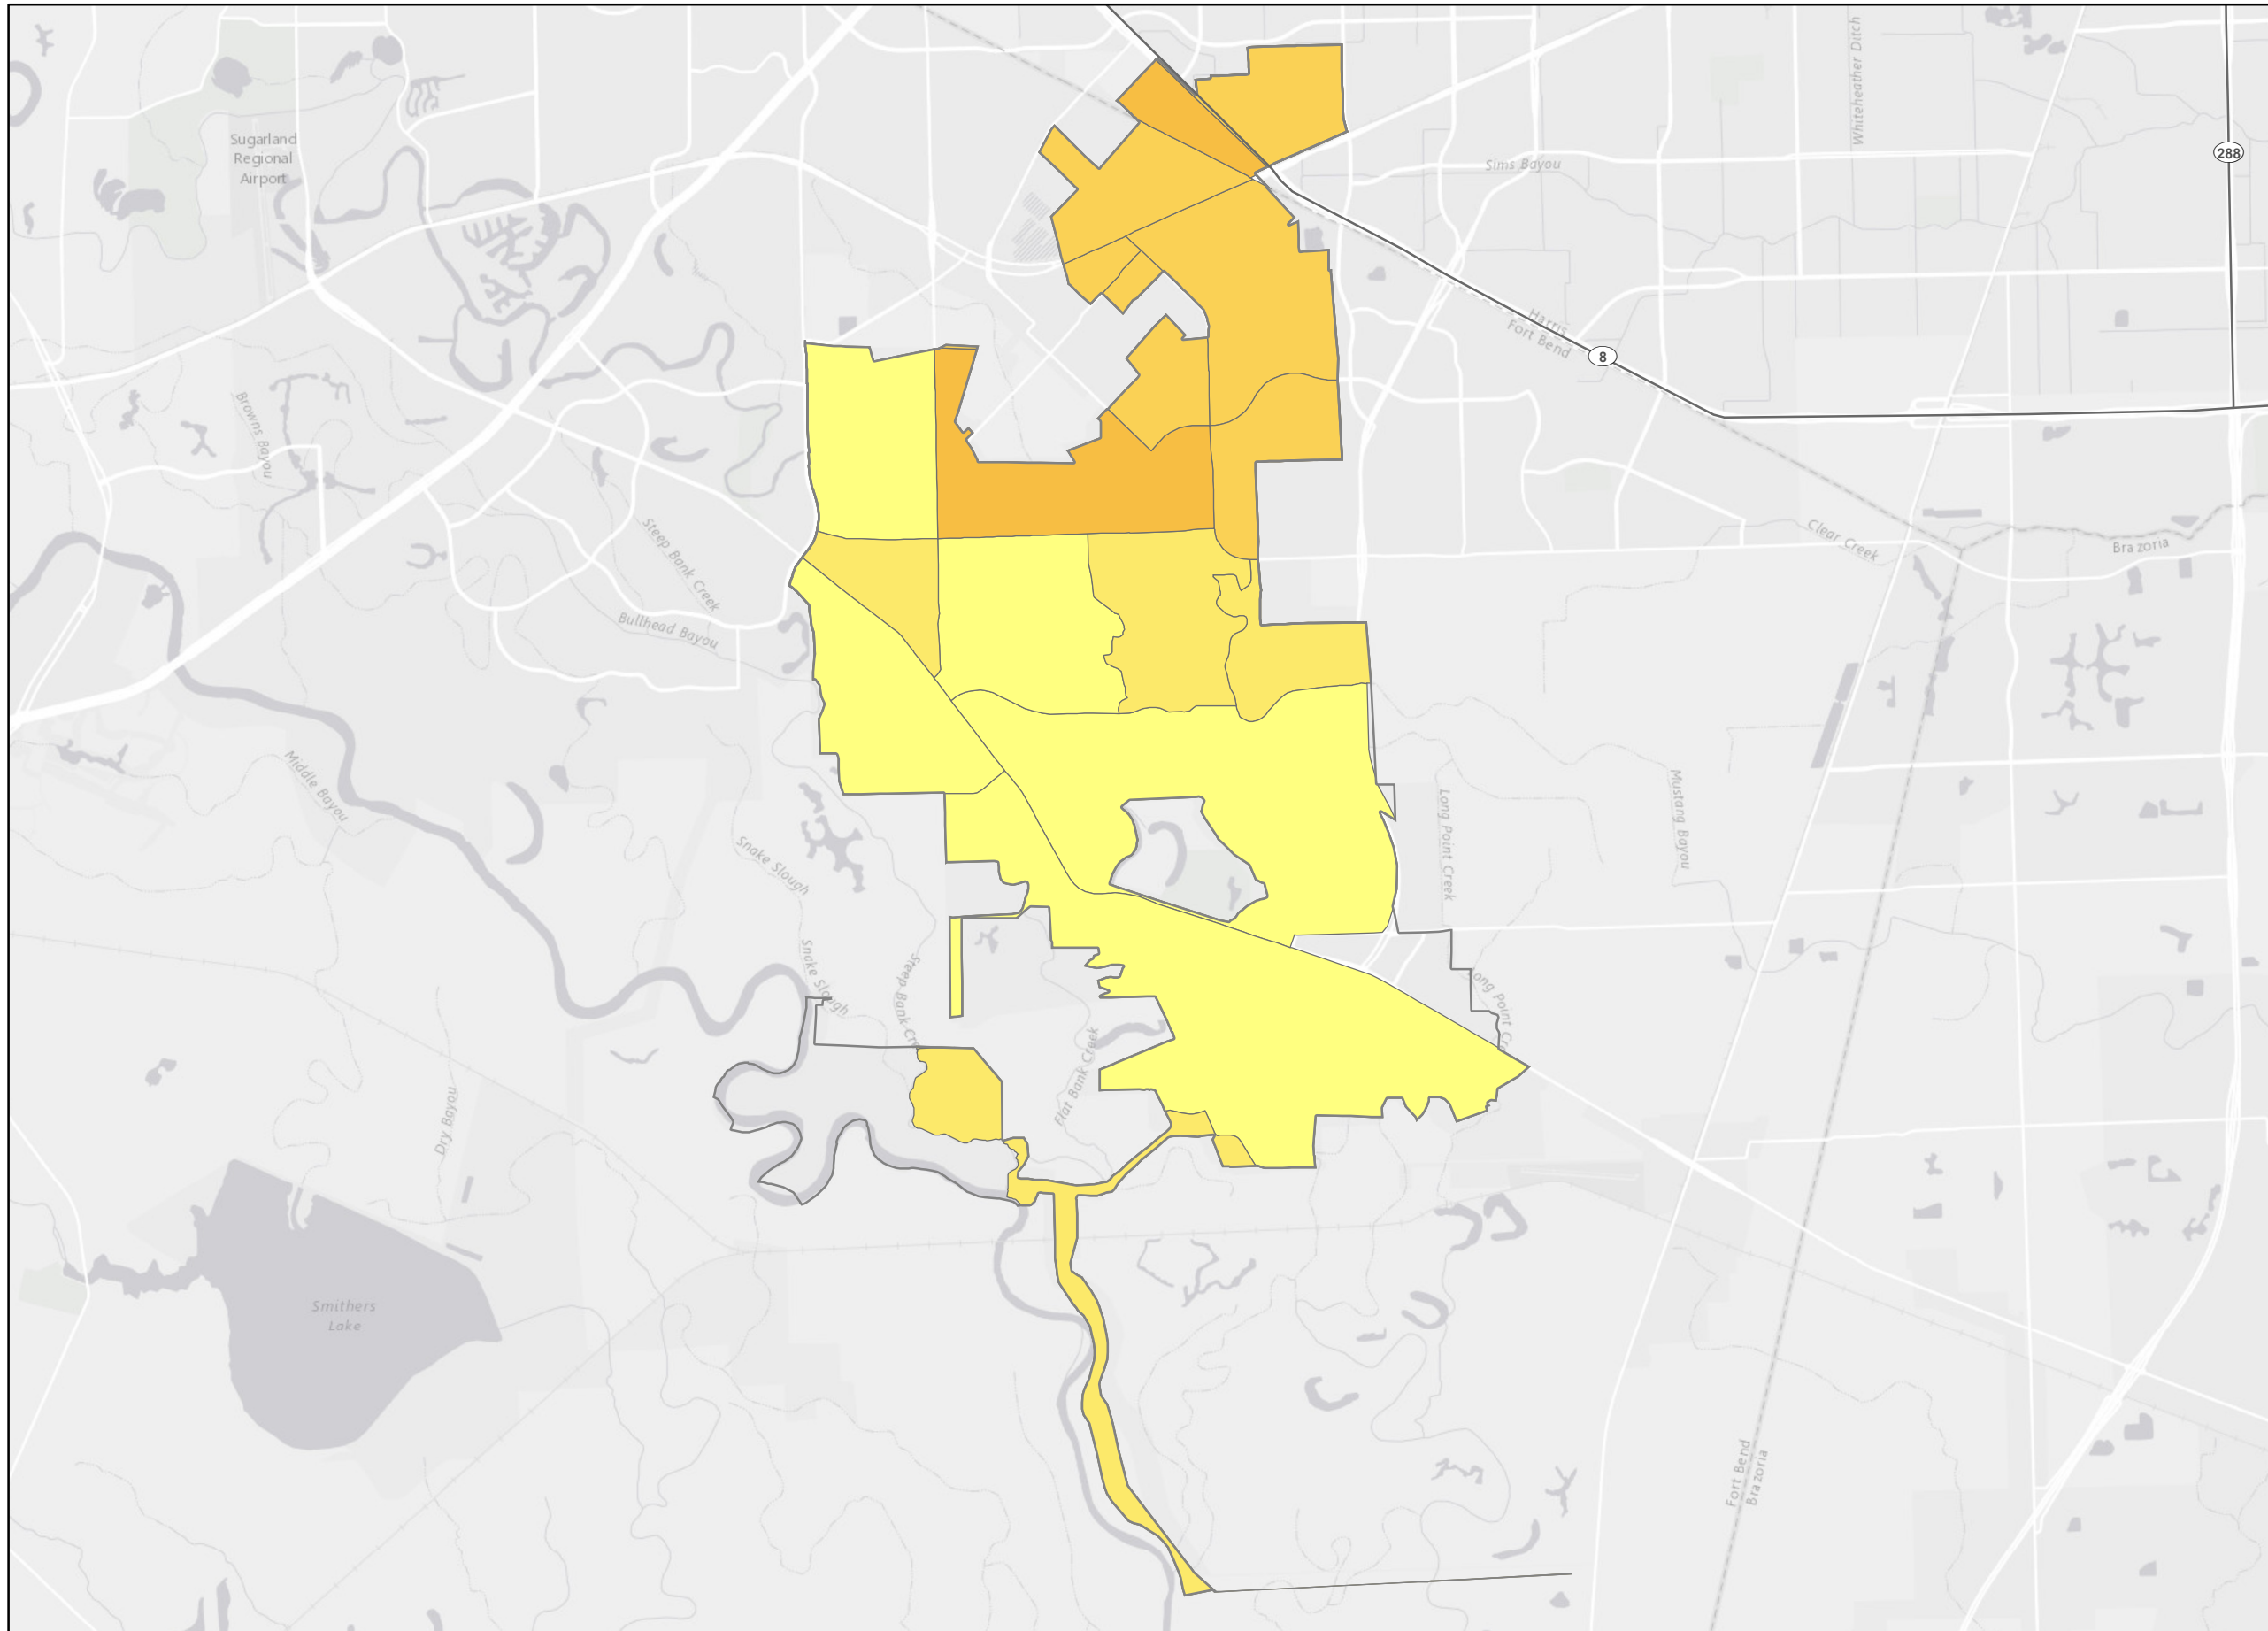 Whiteheather Ditch
Sugarland
Regional
Airport
288
Sims Bayou
Harris
Fort Bend
8
Browns Bayou
Steep Bank Creek
Clear Creek
Brazoria
Bullhead Bayou
Middle Bayou
Mustang Bayou
Long Point Creek
Snake Slough
Snake Slough
Steep Bank Cre
Long Point Cre
Flat Bank Creek
Dry Bayou
Smithers
Lake
Fort Bend
Brazoria